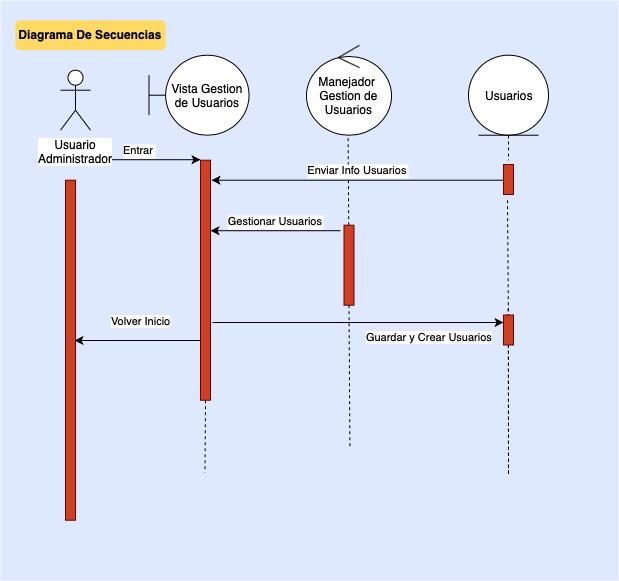 Diagrama De Secuencias
Vista Gestion
de Usuarios
Manejador
Gestion de
Usuarios
Usuarios
Usuario
Administrador
Entrar
Enviar Info Usuarios
Gestionar Usuarios
Volver Inicio
Guardar y Crear Usuarios